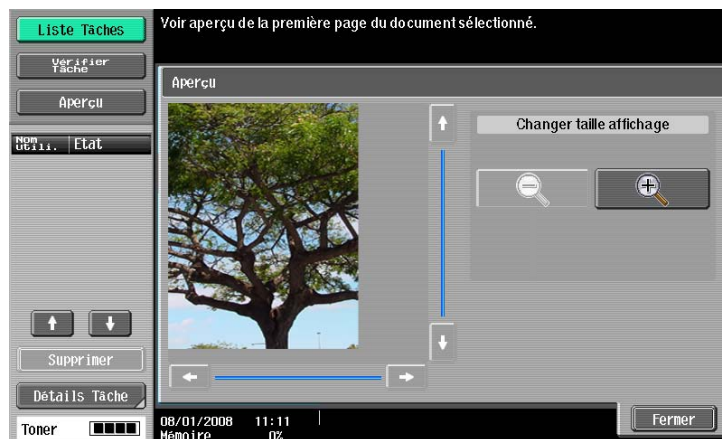 Liste Tâches
Voir aperçu de la première page du document sélectionné.
Vérifier
Tâche
Aperçu
Aperçu
Changer taille affichage
Nom
utili.
Etat
Supprimer
Détails Tâche
Toner
08/01/2008 11:11
Mémoire 0%
Fermer